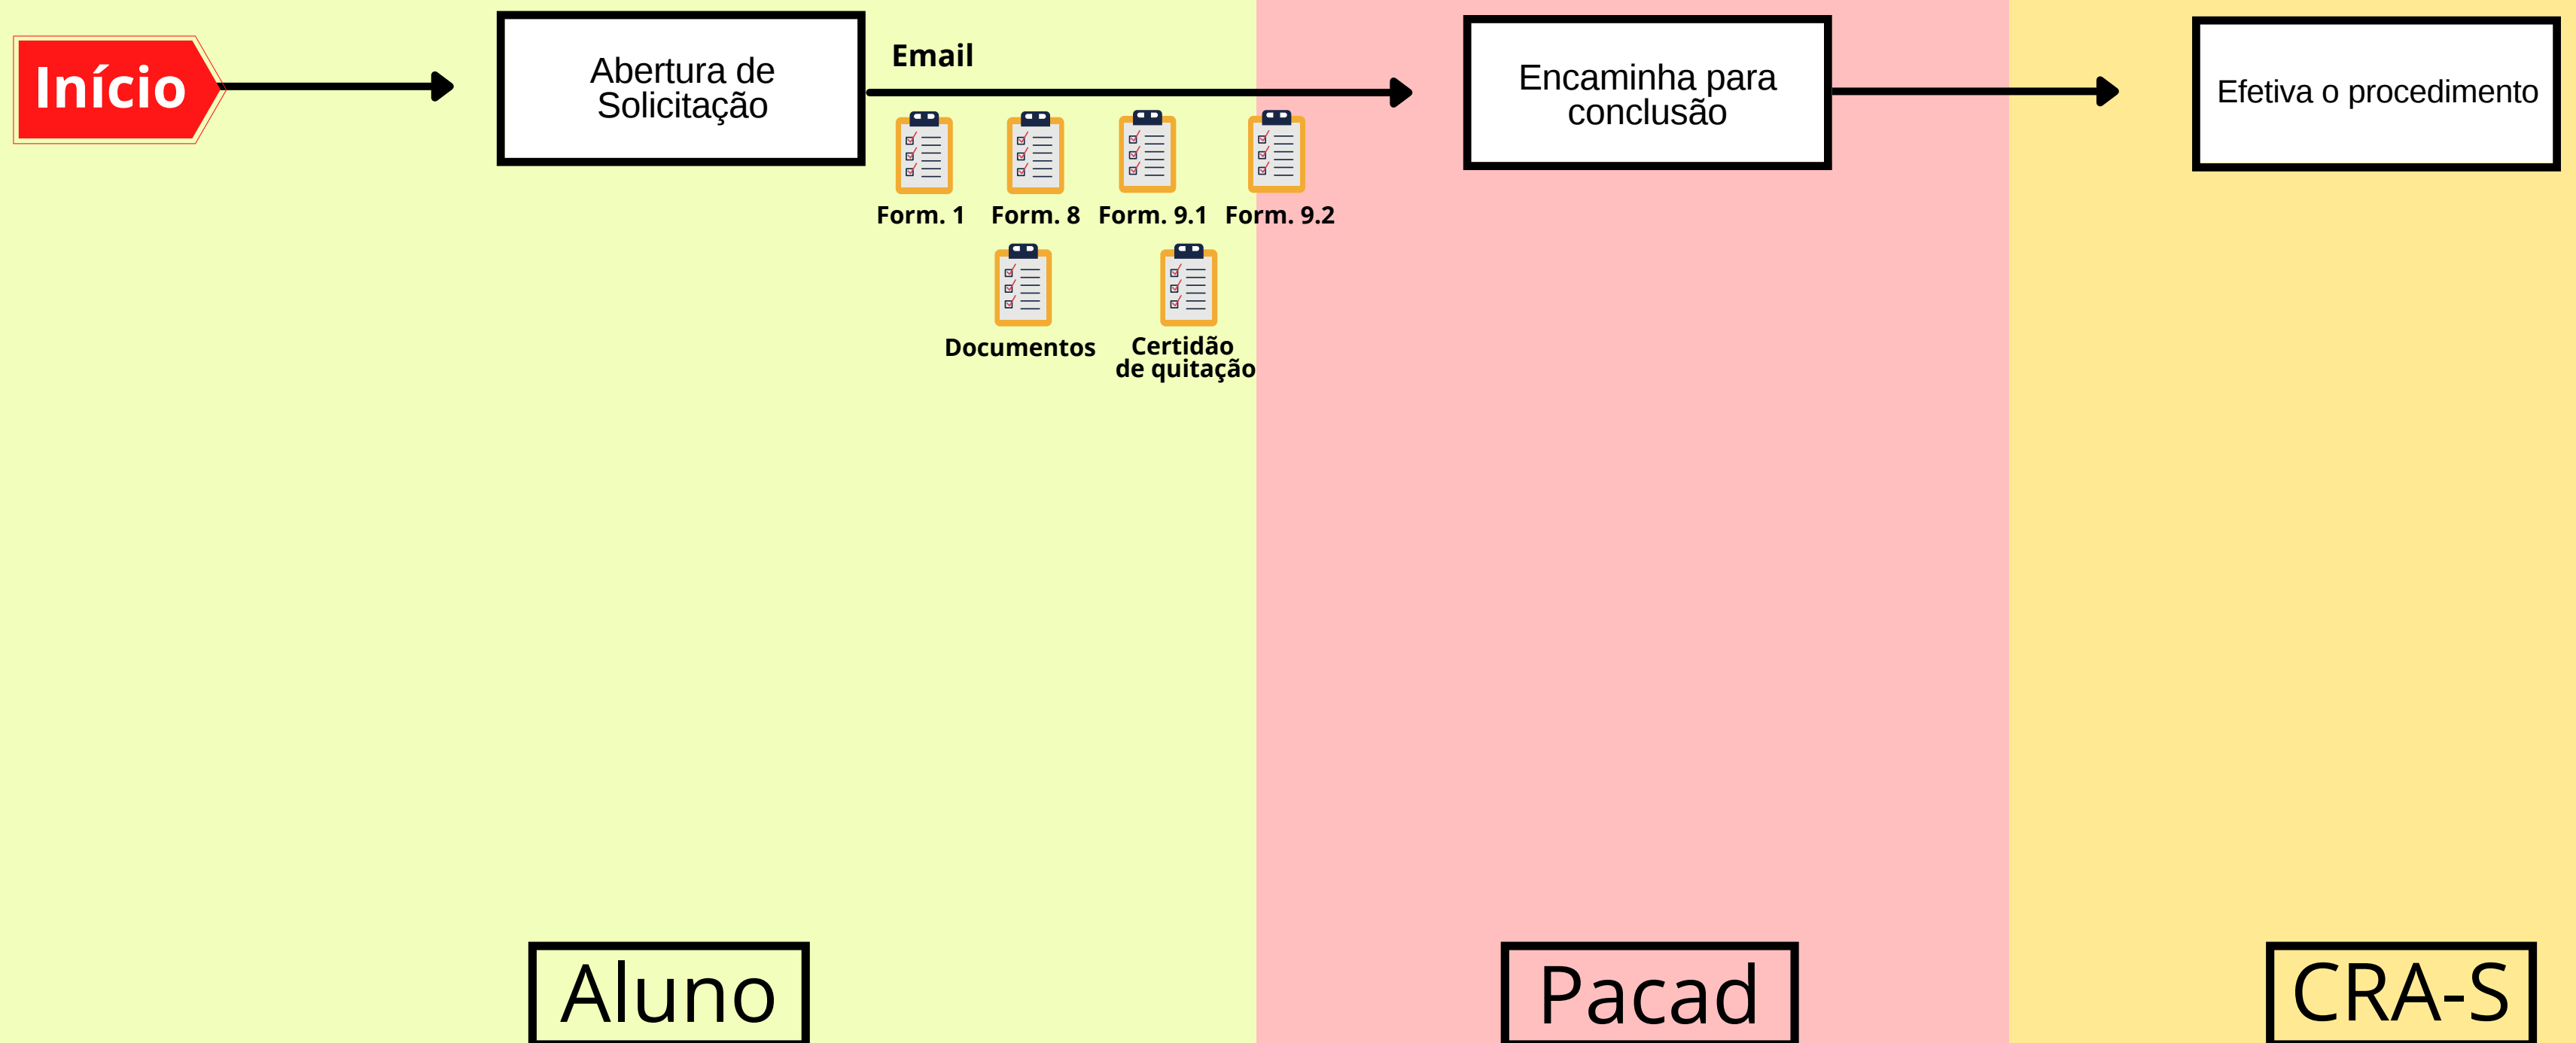 Início
Abertura de
Solicitação
Email
Form. 1
Form. 8
Form. 9.1
Form. 9.2
Documentos
Certidão
de quitação
Encaminha para
conclusão
Efetiva o procedimento
Aluno
Pacad
CRA-S